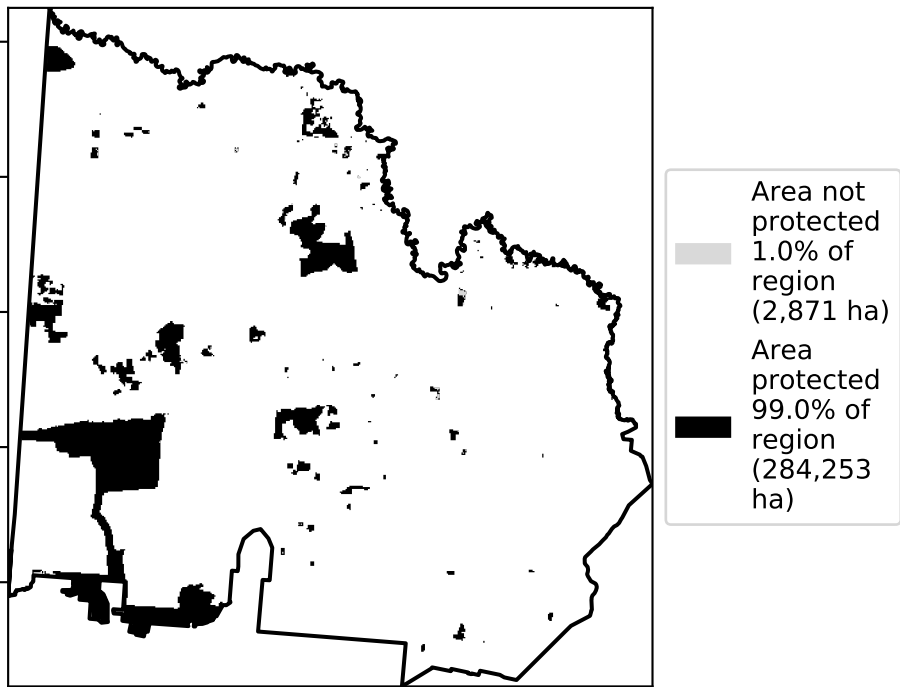 Area not
protected
1.0% of
region
(2,871 ha)
Area
protected
99.0% of
region
(284,253
ha)